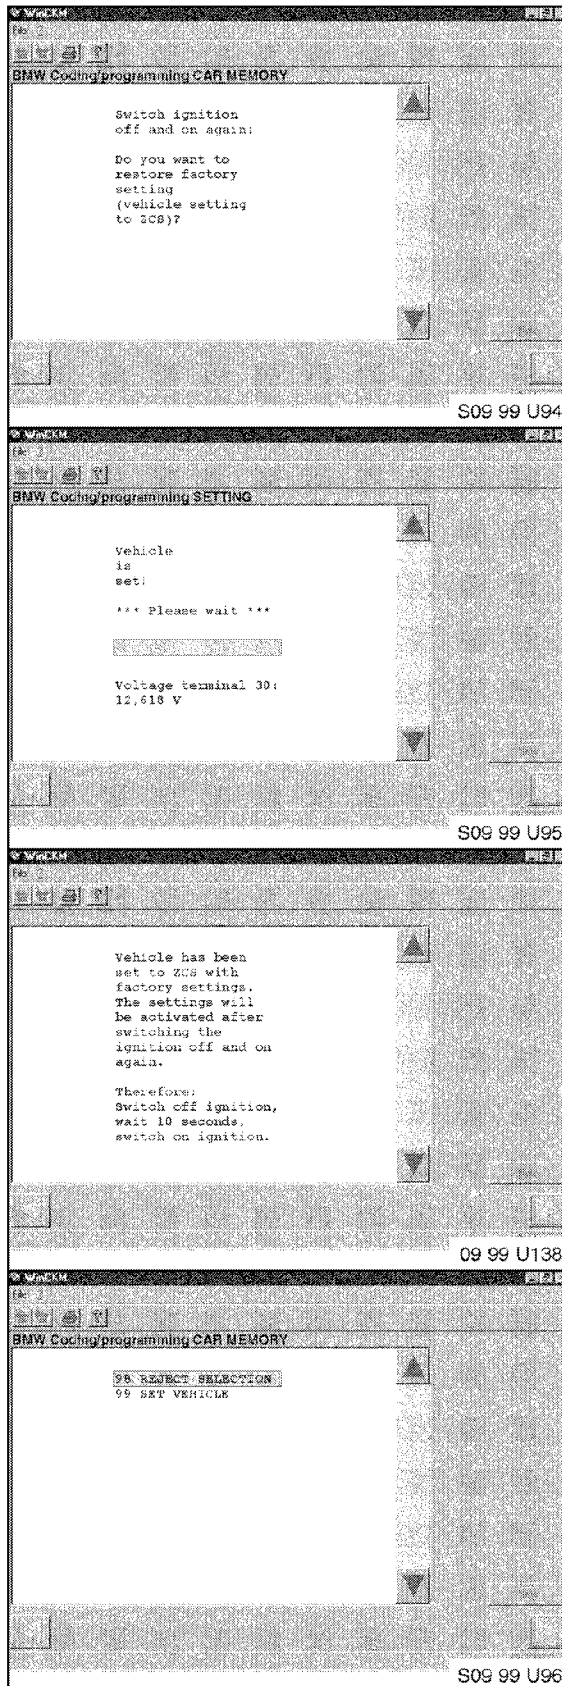 WinCKM
File ?
BMW Coding/programming CAR MEMORY
Switch ignition
off and on again!
Do you want to
restore factory
setting
(vehicle setting
to ZCS)?
S09 99 U94
WinCKM
File ?
BMW Coding/programming SETTING
Vehicle
is
set!
*** Please wait ***
Voltage terminal 30:
12,618 V
S09 99 U95
WinCKM
File ?
Vehicle has been
set to ZCS with
factory settings.
The settings will
be activated after
switching the
ignition off and on
again.
Therefore:
Switch off ignition,
wait 10 seconds,
switch on ignition.
09 99 U138
WinCKM
File ?
BMW Coding/programming CAR MEMORY
98 REJECT SELECTION
99 SET VEHICLE
S09 99 U96